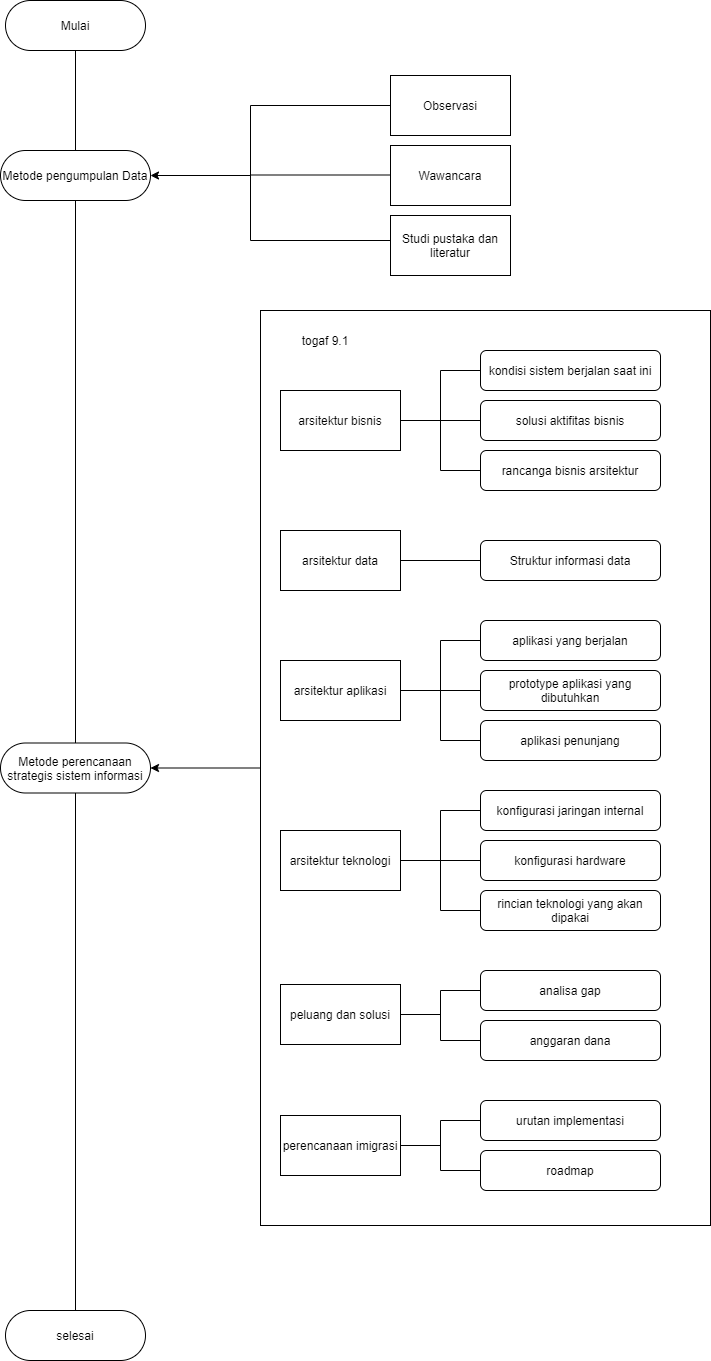 Mulai
Observasi
Metode pengumpulan Data
Wawancara
Studi pustaka dan
literatur
togaf 9.1
kondisi sistem berjalan saat ini
arsitektur bisnis
solusi aktifitas bisnis
rancanga bisnis arsitektur
arsitektur data
Struktur informasi data
aplikasi yang berjalan
arsitektur aplikasi
prototype aplikasi yang
dibutuhkan
aplikasi penunjang
Metode perencanaan
strategis sistem informasi
konfigurasi jaringan internal
arsitektur teknologi
konfigurasi hardware
rincian teknologi yang akan
dipakai
analisa gap
peluang dan solusi
anggaran dana
urutan implementasi
perencanaan imigrasi
roadmap
selesai